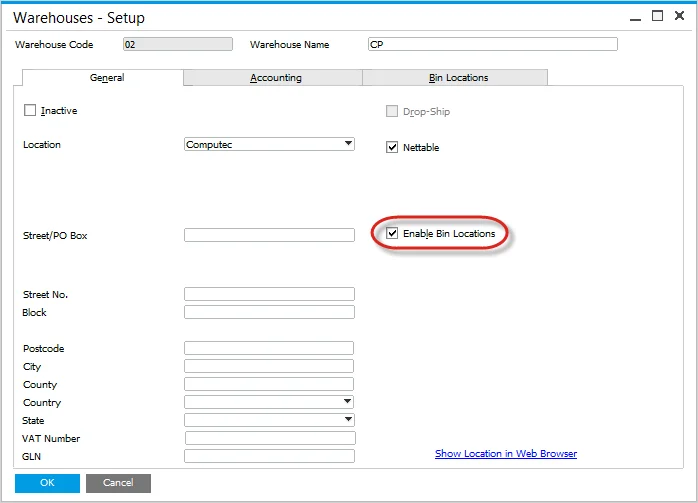 Warehouses - Setup
Warehouse Code 02 Warehouse Name CP
General Accounting Bin Locations
Inactive Drop-Ship
Location Computec Nettable
Street/PO Box Enable Bin Locations
Street No.
Block
Postcode
City
County
Country
State
VAT Number
GLN Show Location in Web Browser
OK Cancel